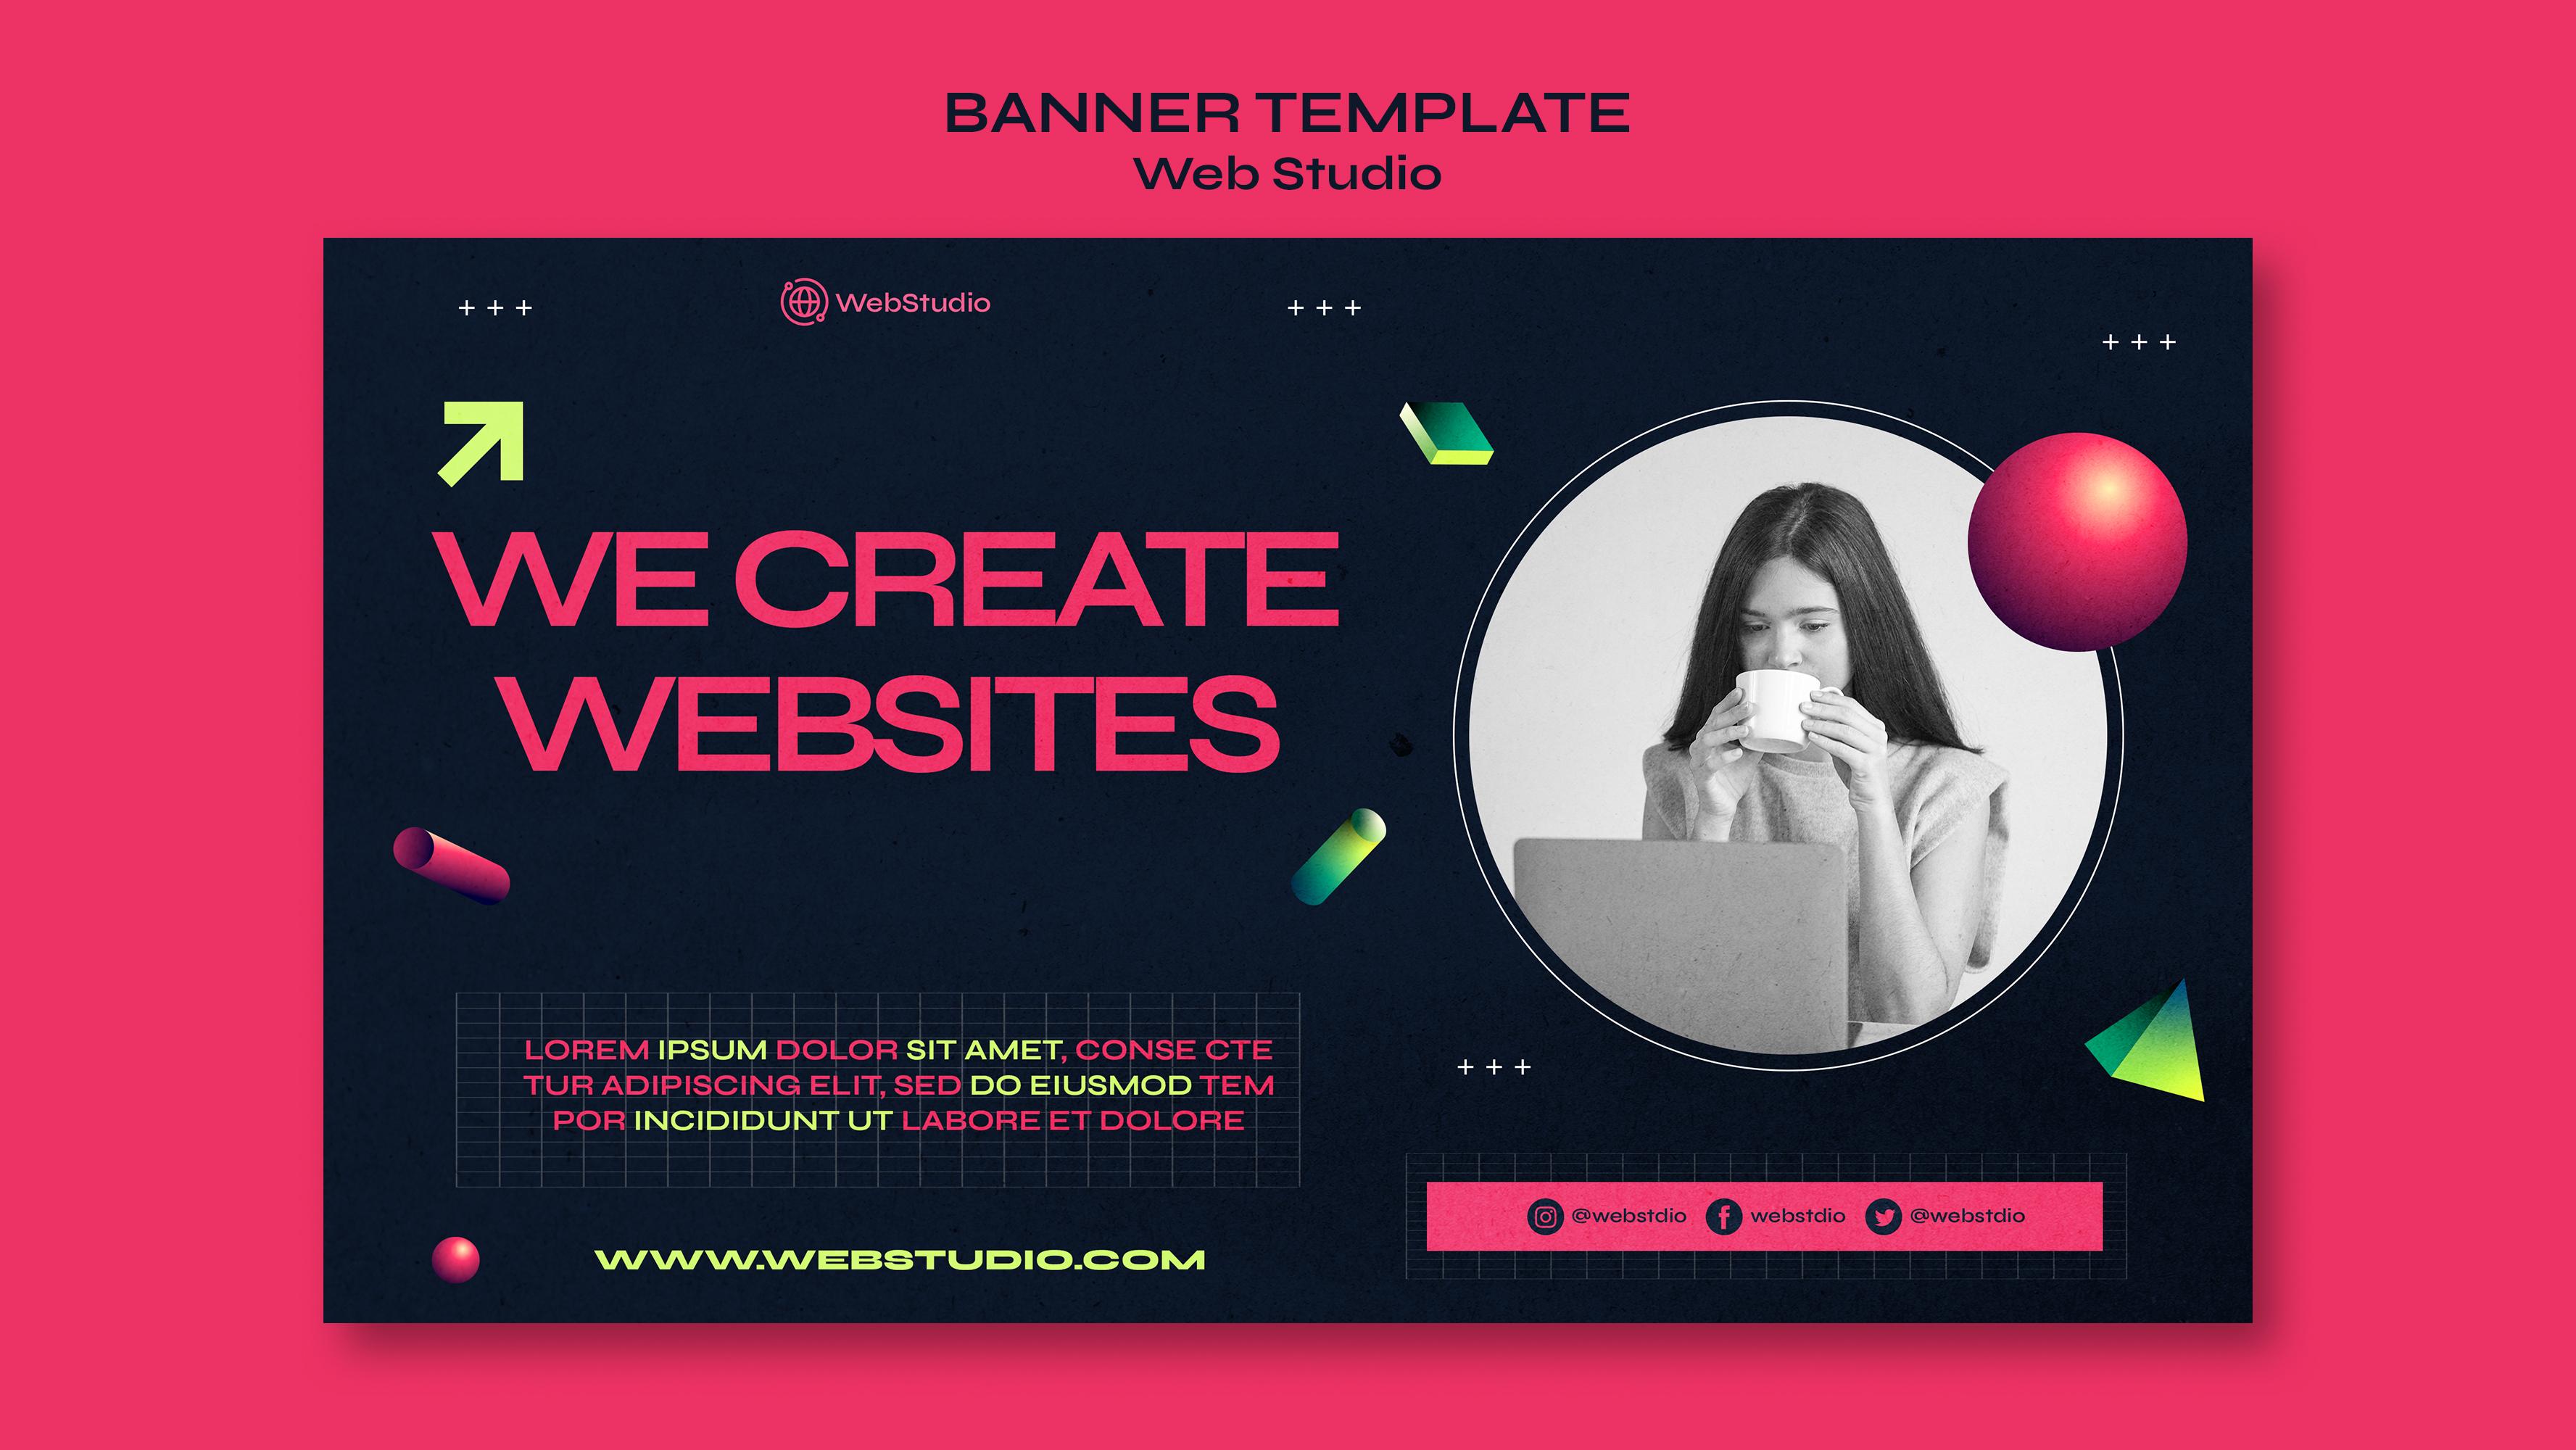 BANNER TEMPLATE
Web Studio
+ + +
WebStudio
+ + +
+ + +
WE CREATE
WEBSITES
LOREM IPSUM DOLOR SIT AMET, CONSE CTE
TUR ADIPISCING ELIT, SED DO EIUSMOD TEM
POR INCIDIDUNT UT LABORE ET DOLORE
WWW.WEBSTUDIO.COM
+ + +
@webstdio webstdio @webstdio